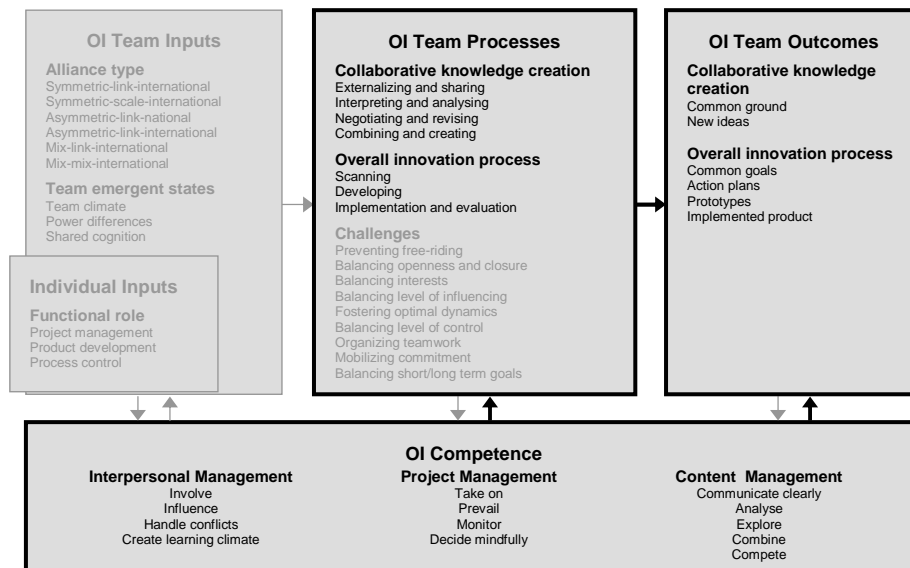 OI Team Inputs
Alliance type
Symmetric-link-international
Symmetric-scale-international
Asymmetric-link-national
Asymmetric-link-international
Mix-link-international
Mix-mix-international
Team emergent states
Team climate
Power differences
Shared cognition
Individual Inputs
Functional role
Project management
Product development
Process control
OI Team Processes
Collaborative knowledge creation
Externalizing and sharing
Interpreting and analysing
Negotiating and revising
Combining and creating
Overall innovation process
Scanning
Developing
Implementation and evaluation
Challenges
Preventing free-riding
Balancing openness and closure
Balancing interests
Balancing level of influencing
Fostering optimal dynamics
Balancing level of control
Organizing teamwork
Mobilizing commitment
Balancing short/long term goals
OI Team Outcomes
Collaborative knowledge
creation
Common ground
New ideas
Overall innovation process
Common goals
Action plans
Prototypes
Implemented product
OI Competence
Interpersonal Management
Involve
Influence
Handle conflicts
Create learning climate
Project Management
Take on
Prevail
Monitor
Decide mindfully
Content Management
Communicate clearly
Analyse
Explore
Combine
Compete